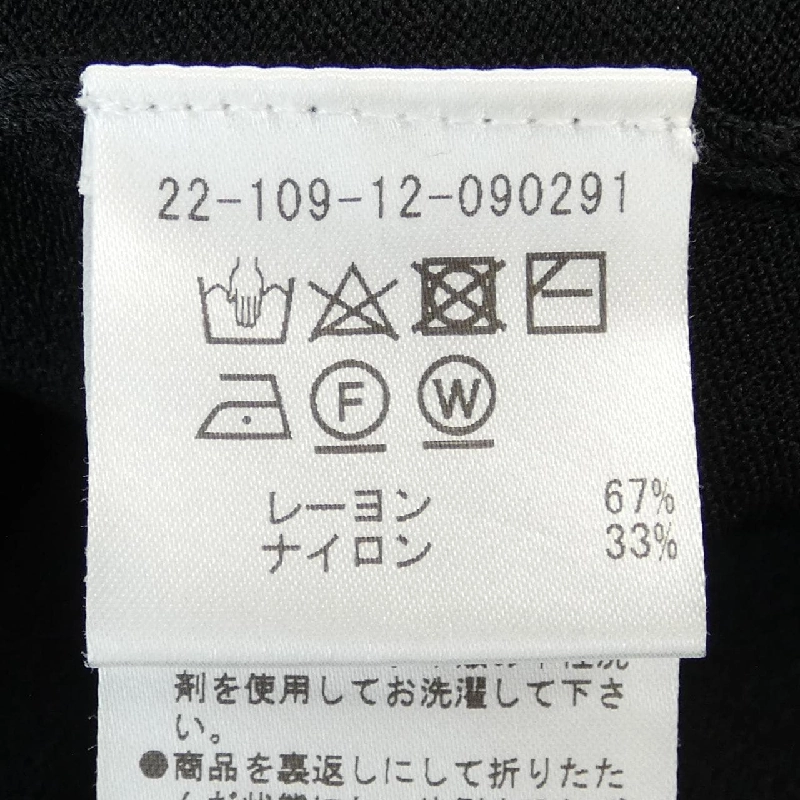 22-109-12-090291
F W
レーヨン 67%
ナイロン 33%
剤を使用してお洗濯して下さ
い。
●商品を裏返しにして折りたた